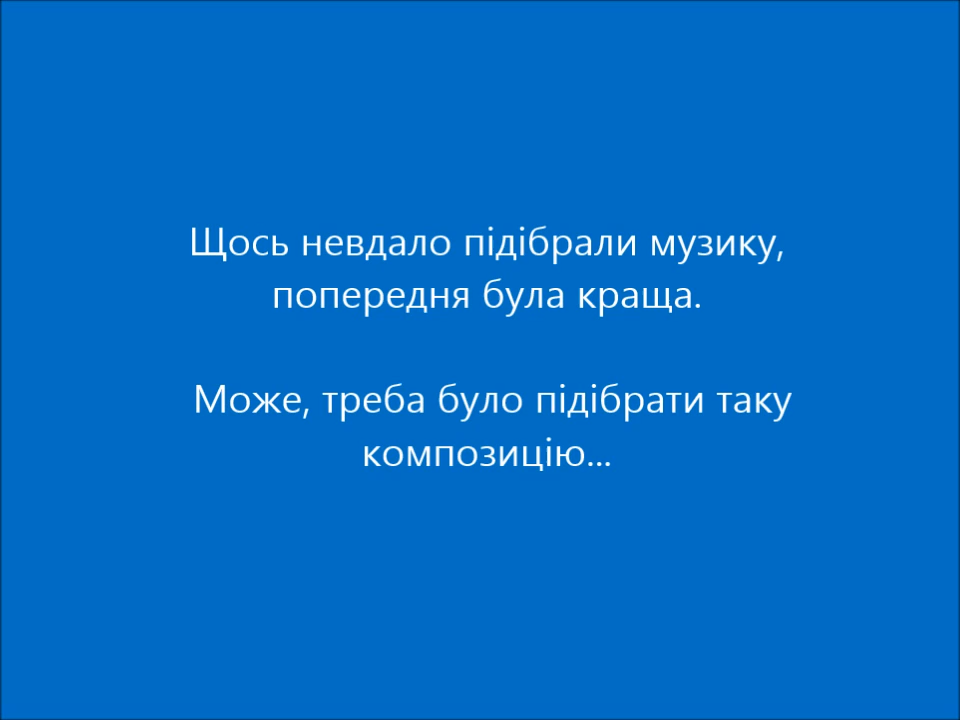 Щось невдало підібрали музику,
попередня була краща.
Може, треба було підібрати таку
композицію...